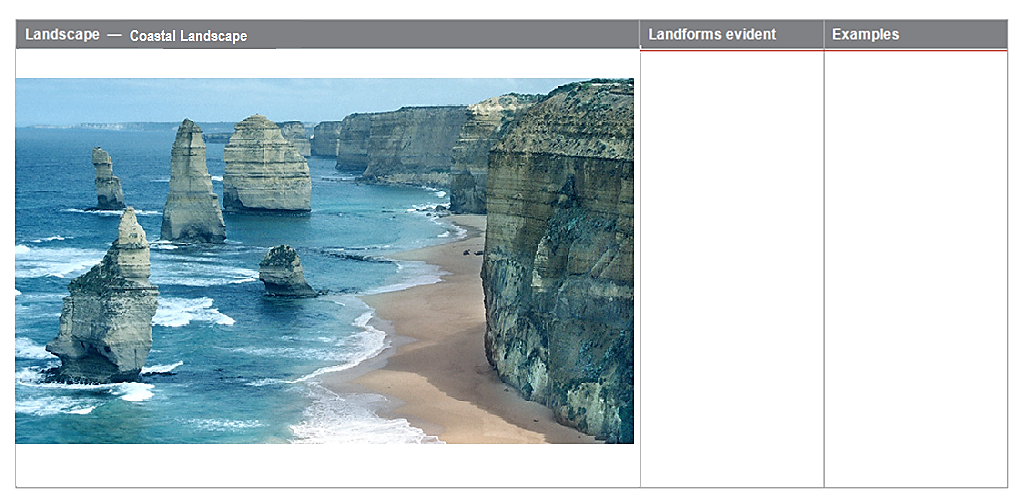 Landscape — Coastal Landscape
Landforms evident
Examples